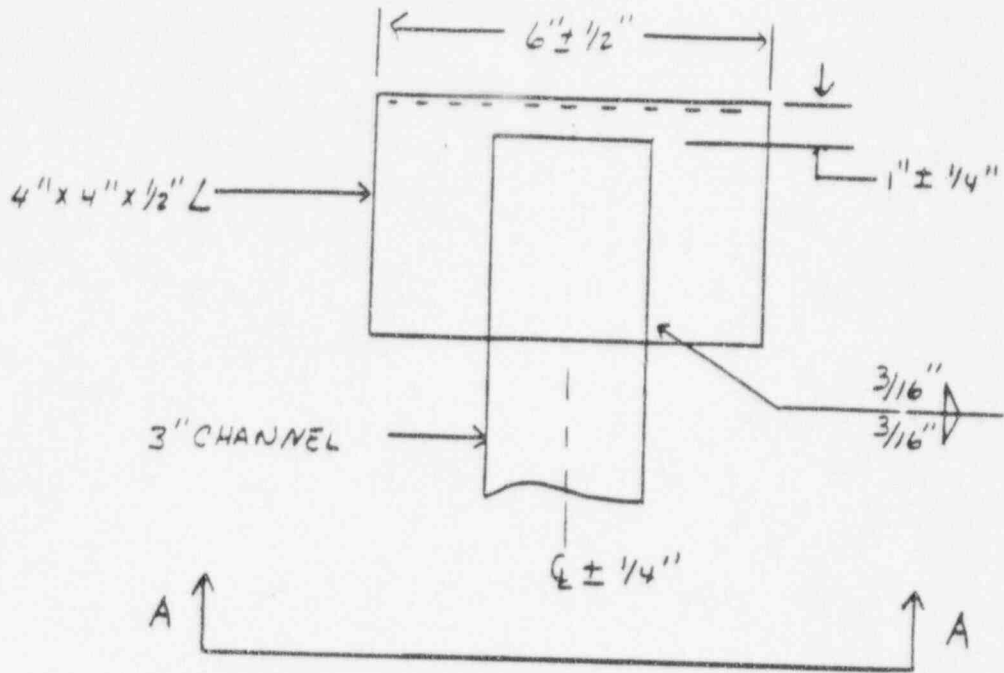 6" ± 1/2"
4" x 4" x 1/2" L
1" ± 1/4"
3/16"
3/16"
3" CHANNEL
℄ ± 1/4"
A
A